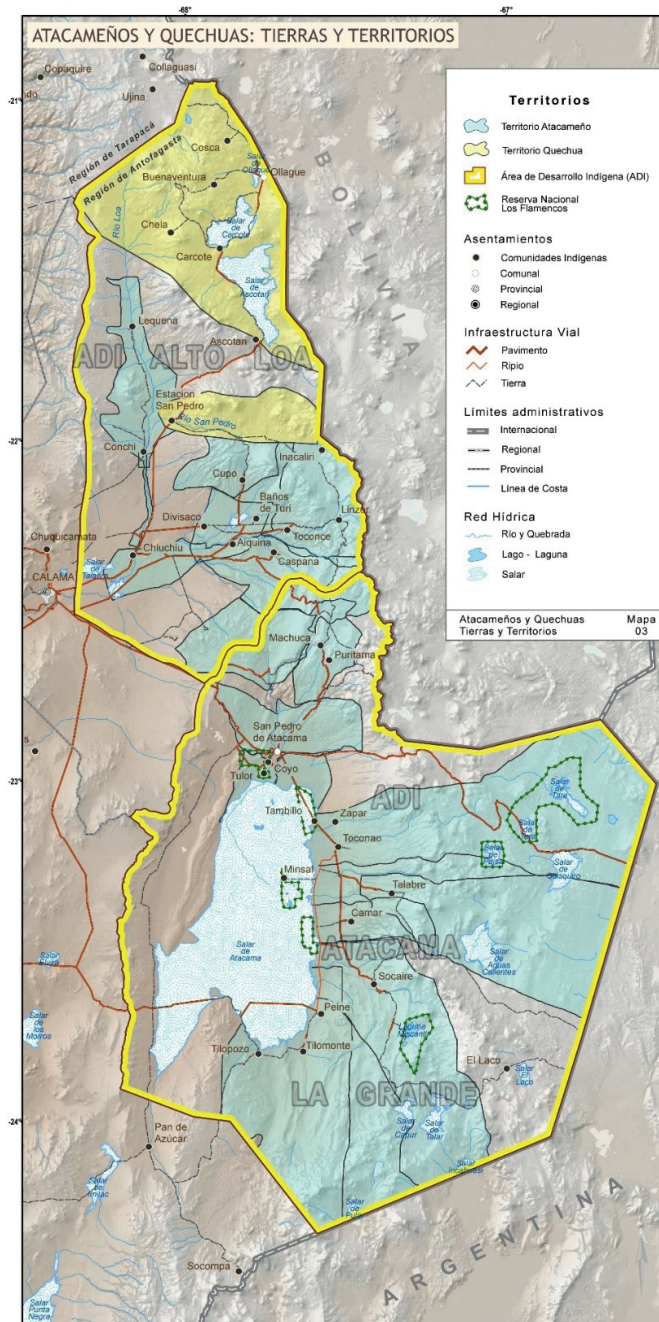 -68°
-67°
ATACAMEÑOS Y QUECHUAS: TIERRAS Y TERRITORIOS
Copaquire
Collaguasi
Ujina
-21°
Región de Tarapacá
Región de Antofagasta
Cosca
Salar de Ollague
Ollague
Buenaventura
Río Loa
Chela
Salar de Carcote
Carcote
Salar de Ascotan
BOLIVIA
Lequena
Ascotan
ADI ALTO LOA
Estacion San Pedro
Río San Pedro
-22°
Conchi
Inacaliri
Cupo
Baños de Turi
Linzer
Divisaco
Toconce
Chuquicamata
Chiuchiu
Aiquina
Caspana
CALAMA
Machuca
Puritama
San Pedro de Atacama
Coyo
-23°
Tulor
ADI
Salar de Tara
Tambillo
Zapar
Toconao
Minsal
Talabre
Camar
Salar de Atacama
ATACAMA
Salar de Aguas Calientes
Socaire
Salar de los Morros
Peine
Tilopozo
Tilomonte
El Laco
Salar El Laco
LA GRANDE
Salar de Capur
Salar de Talar
-24°
Pan de Azúcar
Socompa
Salar Punta Negra
ARGENTINA
Territorios
Territorio Atacameño
Territorio Quechua
Área de Desarrollo Indígena (ADI)
Reserva Nacional
Los Flamencos
Asentamientos
Comunidades Indígenas
Comunal
Provincial
Regional
Infraestructura Vial
Pavimento
Ripio
Tierra
Límites administrativos
Internacional
Regional
Provincial
Línea de Costa
Red Hídrica
Río y Quebrada
Lago - Laguna
Salar
Atacameños y Quechuas Mapa
Tierras y Territorios 03